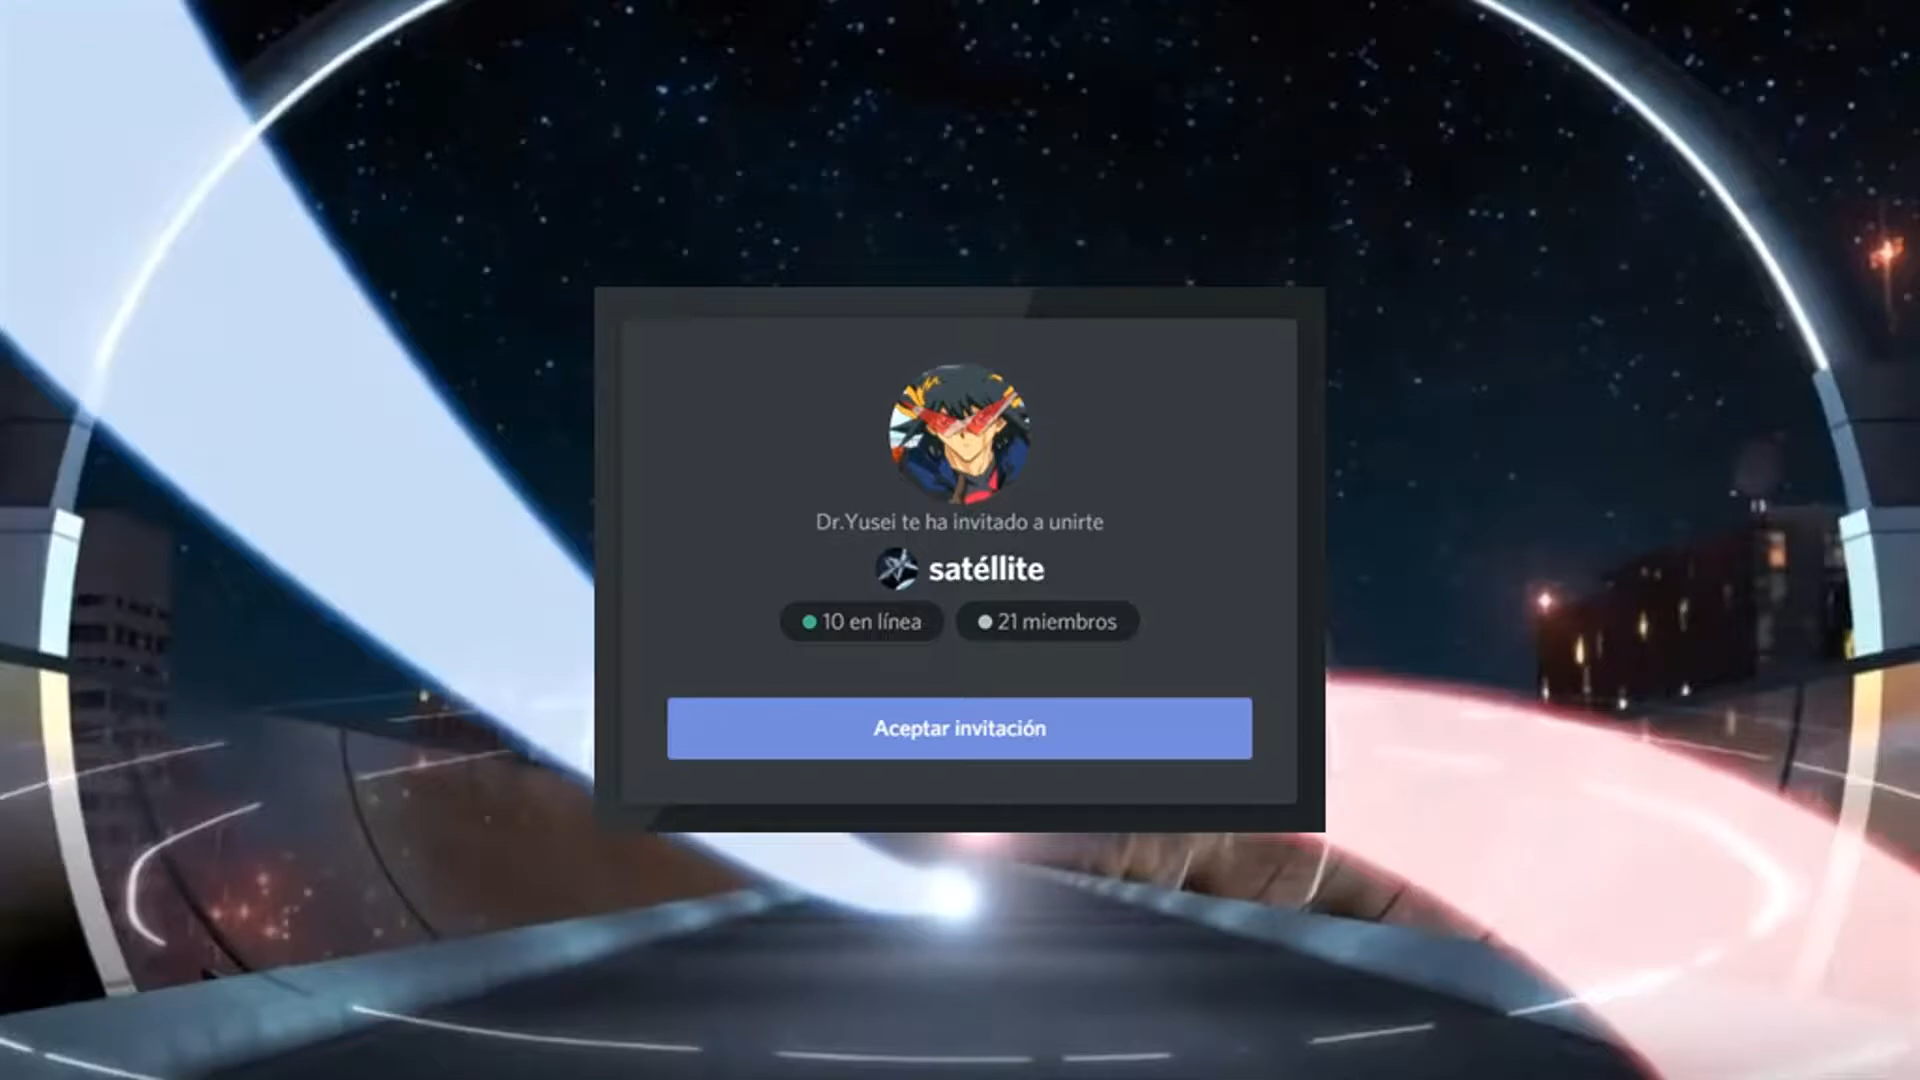 Dr.Yusei te ha invitado a unirte
satéllite
10 en línea
21 miembros
Aceptar invitación